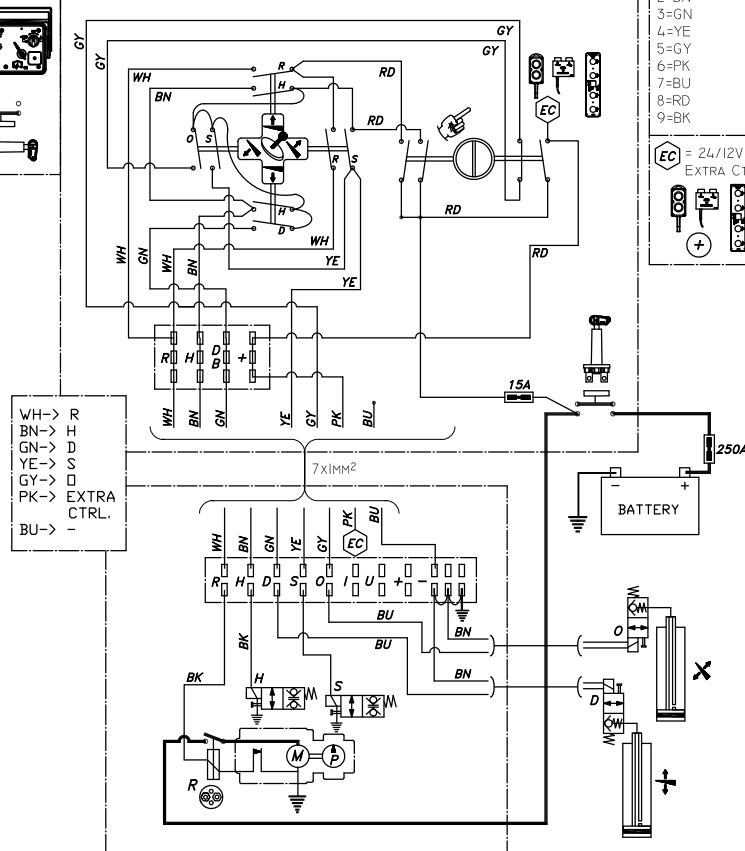 2=BN
3=GN
4=YE
5=GY
6=PK
7=BU
8=RD
9=BK
EC = 24/12V
EXTRA
+
GY
GY
GY
GY
WH
BN
R
H
RD
RD
EC
O
S
R
S
H
D
RD
WH
GN
WH
BN
WH
YE
YE
RD
R
H
D
B
+
15A
WH
BN
GN
YE
GY
PK
BU
250A
- +
BATTERY
WH-> R
BN-> H
GN-> D
YE-> S
GY-> O
PK-> EXTRA
CTRL.
BU-> -
7x1MM²
WH
BN
GN
YE
GY
PK
BU
EC
R H D S O I U + -
BU
BU
BN
BN
BK
BK
H
S
O
D
R
M
P